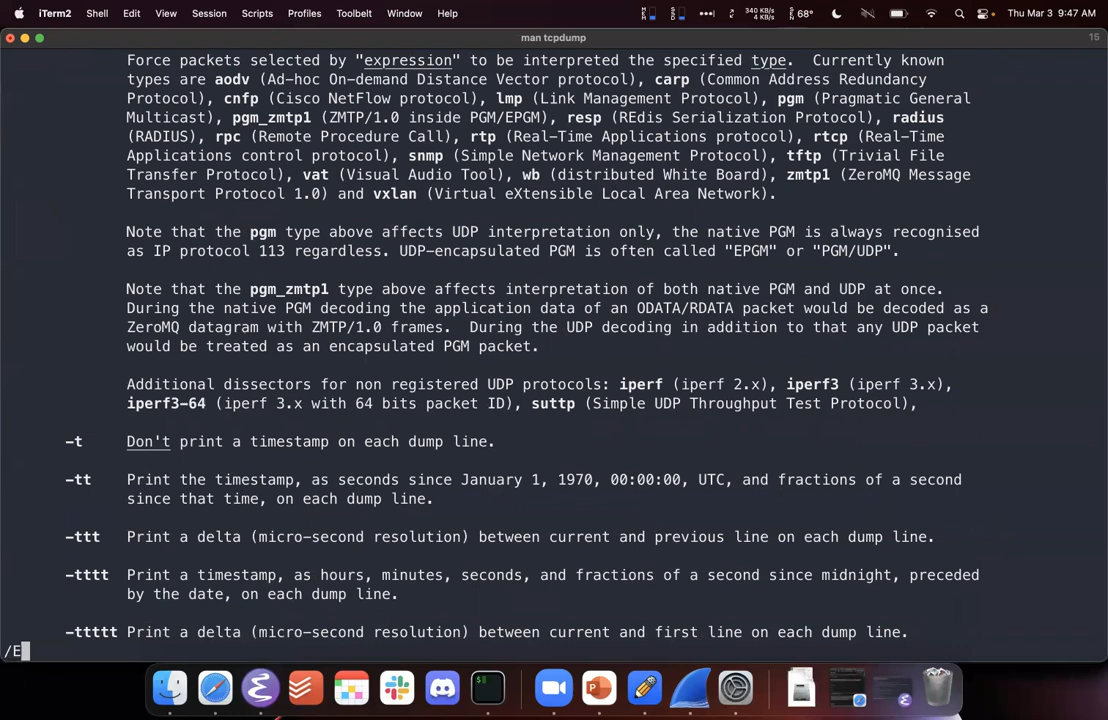 iTerm2 Shell Edit View Session Scripts Profiles Toolbelt Window Help 340 KB/s 4 KB/s 68° Thu Mar 3 9:47 AM
man tcpdump 15
Force packets selected by "expression" to be interpreted the specified type. Currently known
types are aodv (Ad-hoc On-demand Distance Vector protocol), carp (Common Address Redundancy
Protocol), cnfp (Cisco NetFlow protocol), lmp (Link Management Protocol), pgm (Pragmatic General
Multicast), pgm_zmtp1 (ZMTP/1.0 inside PGM/EPGM), resp (REdis Serialization Protocol), radius
(RADIUS), rpc (Remote Procedure Call), rtp (Real-Time Applications protocol), rtcp (Real-Time
Applications control protocol), snmp (Simple Network Management Protocol), tftp (Trivial File
Transfer Protocol), vat (Visual Audio Tool), wb (distributed White Board), zmtp1 (ZeroMQ Message
Transport Protocol 1.0) and vxlan (Virtual eXtensible Local Area Network).
Note that the pgm type above affects UDP interpretation only, the native PGM is always recognised
as IP protocol 113 regardless. UDP-encapsulated PGM is often called "EPGM" or "PGM/UDP".
Note that the pgm_zmtp1 type above affects interpretation of both native PGM and UDP at once.
During the native PGM decoding the application data of an ODATA/RDATA packet would be decoded as a
ZeroMQ datagram with ZMTP/1.0 frames. During the UDP decoding in addition to that any UDP packet
would be treated as an encapsulated PGM packet.
Additional dissectors for non registered UDP protocols: iperf (iperf 2.x), iperf3 (iperf 3.x),
iperf3-64 (iperf 3.x with 64 bits packet ID), suttp (Simple UDP Throughput Test Protocol),
-t Don't print a timestamp on each dump line.
-tt Print the timestamp, as seconds since January 1, 1970, 00:00:00, UTC, and fractions of a second
since that time, on each dump line.
-ttt Print a delta (micro-second resolution) between current and previous line on each dump line.
-tttt Print a timestamp, as hours, minutes, seconds, and fractions of a second since midnight, preceded
by the date, on each dump line.
-ttttt Print a delta (micro-second resolution) between current and first line on each dump line.
/E